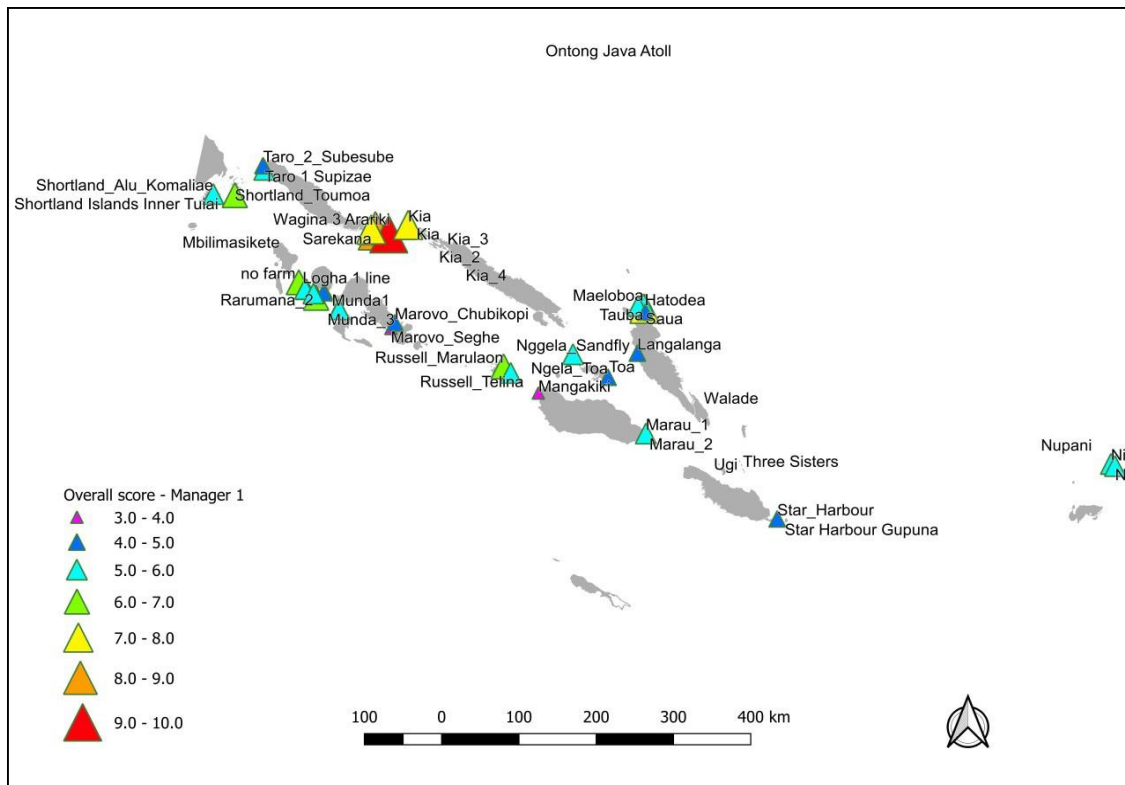 Ontong Java Atoll
Taro_2_Subesube
Taro 1 Supizae
Shortland_Alu_Komaliae
Shortland_Toumoa
Shortland Islands Inner Tuiai
Wagina 3 Arariki
Kia
Sarekana
Kia
Kia_3
Mbilimasikete
Kia_2
no farm
Logha 1 line
Kia_4
Rarumana_2
Munda1
Maeloboa
Hatodea
Munda_3
Marovo_Chubikopi
Tauba
Saua
Marovo_Seghe
Nggela_Sandfly
Langalanga
Russell_Marulaon
Ngela_Toa
Toa
Russell_Telina
Mangakiki
Walade
Marau_1
Marau_2
Nupani
Ni
Ugi
Three Sisters
N
Overall score - Manager 1
Star_Harbour
3.0 - 4.0
Star Harbour Gupuna
4.0 - 5.0
5.0 - 6.0
6.0 - 7.0
7.0 - 8.0
8.0 - 9.0
9.0 - 10.0
100 0 100 200 300 400 km